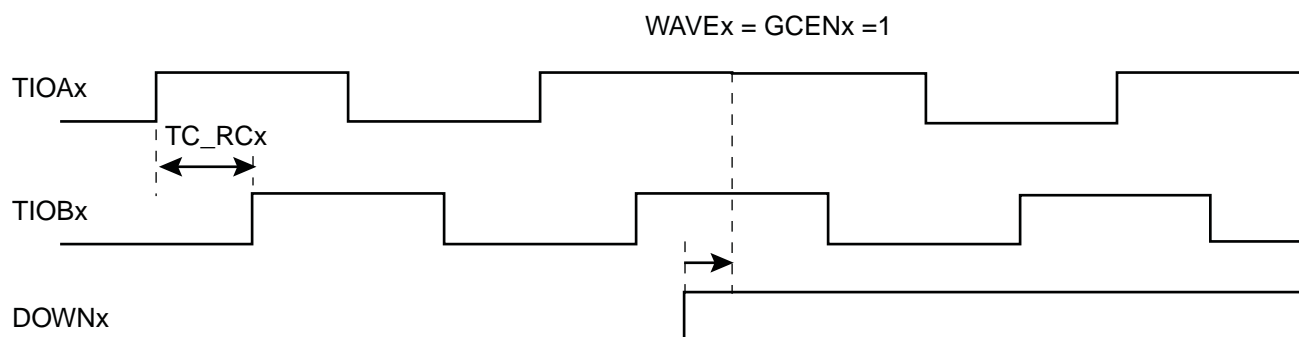 WAVEx = GCENx =1
TIOAx
TC_RCx
TIOBx
DOWNx